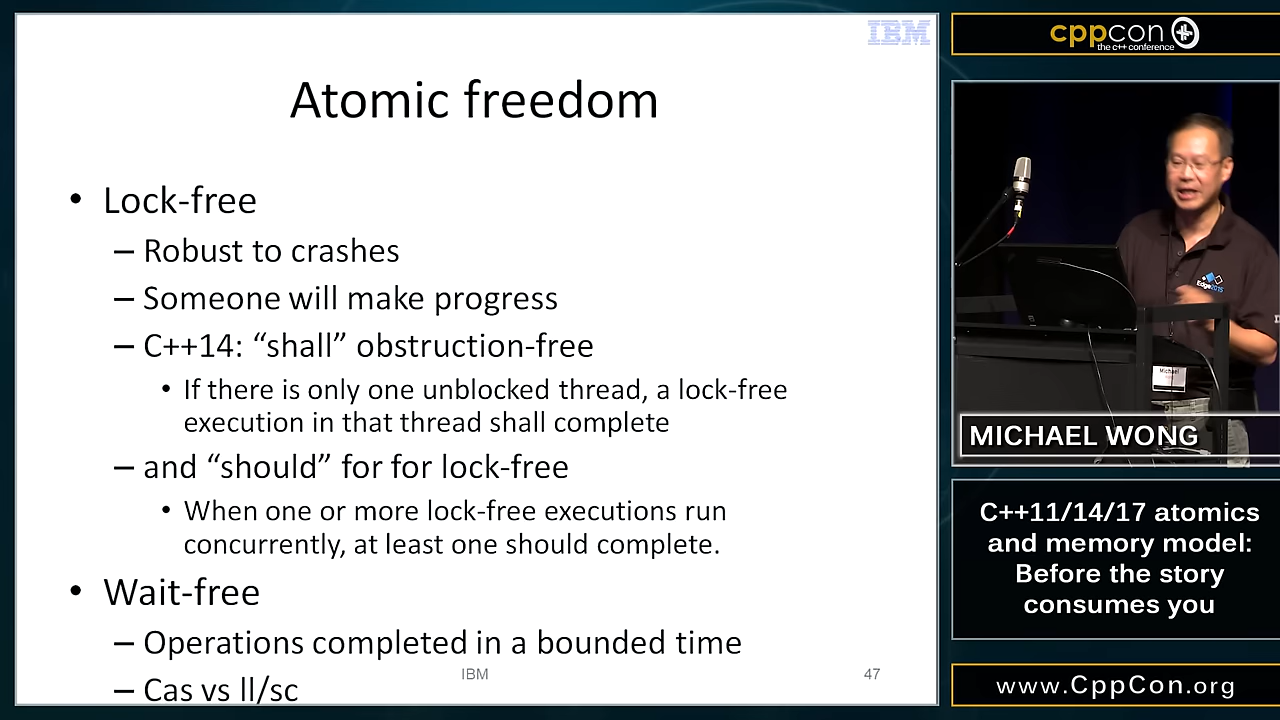 IBM
Atomic freedom
• Lock-free
– Robust to crashes
– Someone will make progress
– C++14: “shall” obstruction-free
• If there is only one unblocked thread, a lock-free
execution in that thread shall complete
– and “should” for for lock-free
• When one or more lock-free executions run
concurrently, at least one should complete.
• Wait-free
– Operations completed in a bounded time
– Cas vs ll/sc
IBM
47
cppcon
the c++ conference
Edge2015
Michael
MICHAEL WONG
C++11/14/17 atomics
and memory model:
Before the story
consumes you
www.CppCon.org